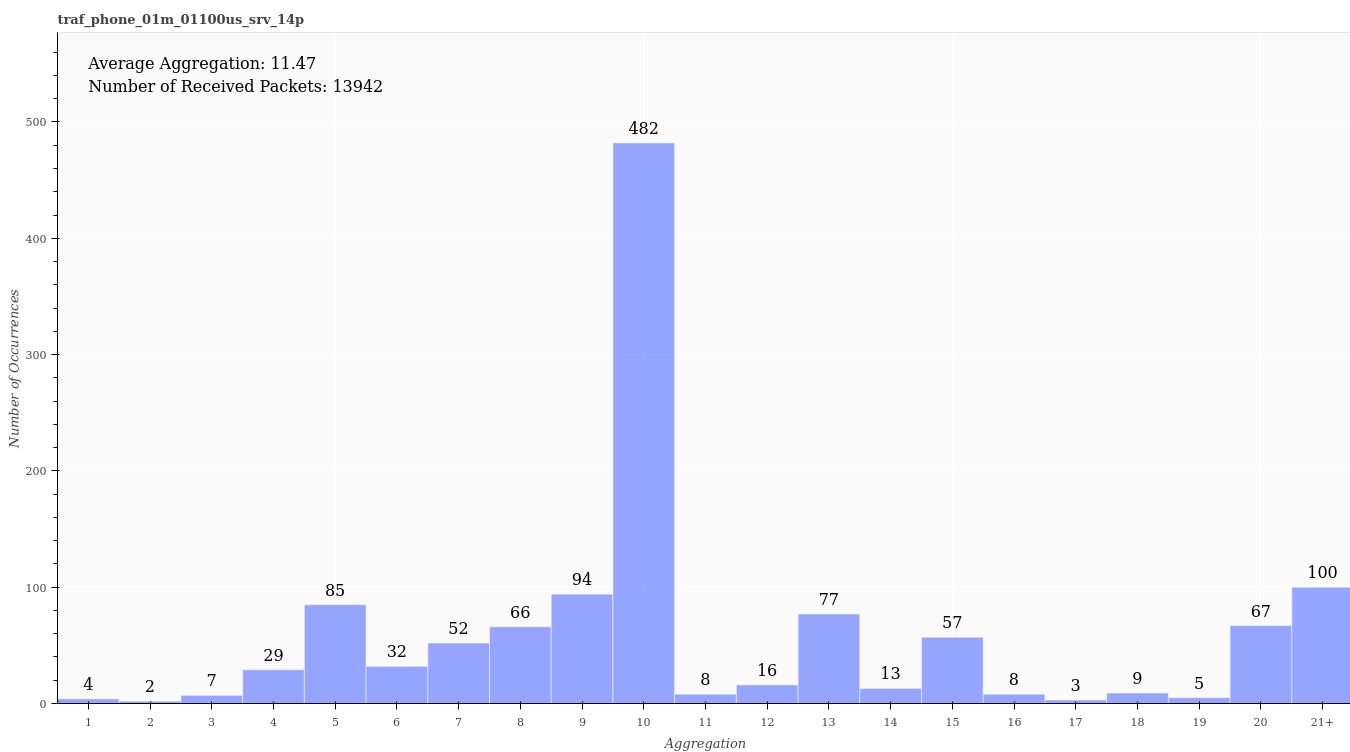 traf_phone_01m_01100us_srv_14p
Average Aggregation: 11.47
Number of Received Packets: 13942
Number of Occurrences
500
400
300
200
100
0
4 2 7 29 85 32 52 66 94 482 8 16 77 13 57 8 3 9 5 67 100
1 2 3 4 5 6 7 8 9 10 11 12 13 14 15 16 17 18 19 20 21+
Aggregation